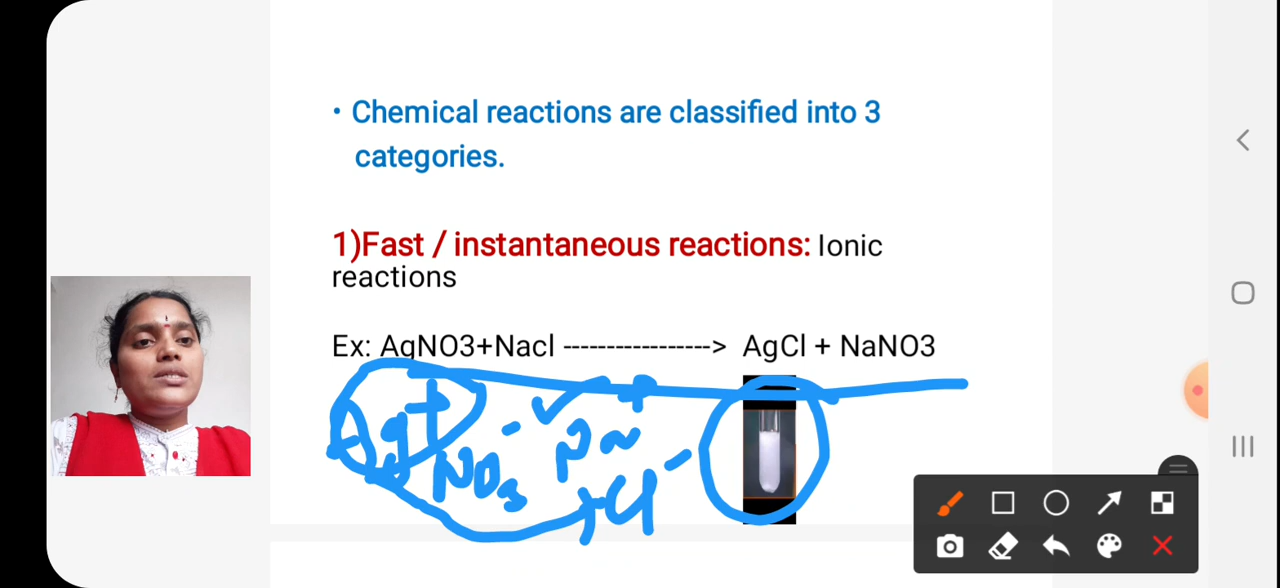 • Chemical reactions are classified into 3
categories.
1)Fast / instantaneous reactions: Ionic
reactions
Ex: AgNO3+Nacl -----------------> AgCl + NaNO3
Ag+ NO3 - Na +
Cl -